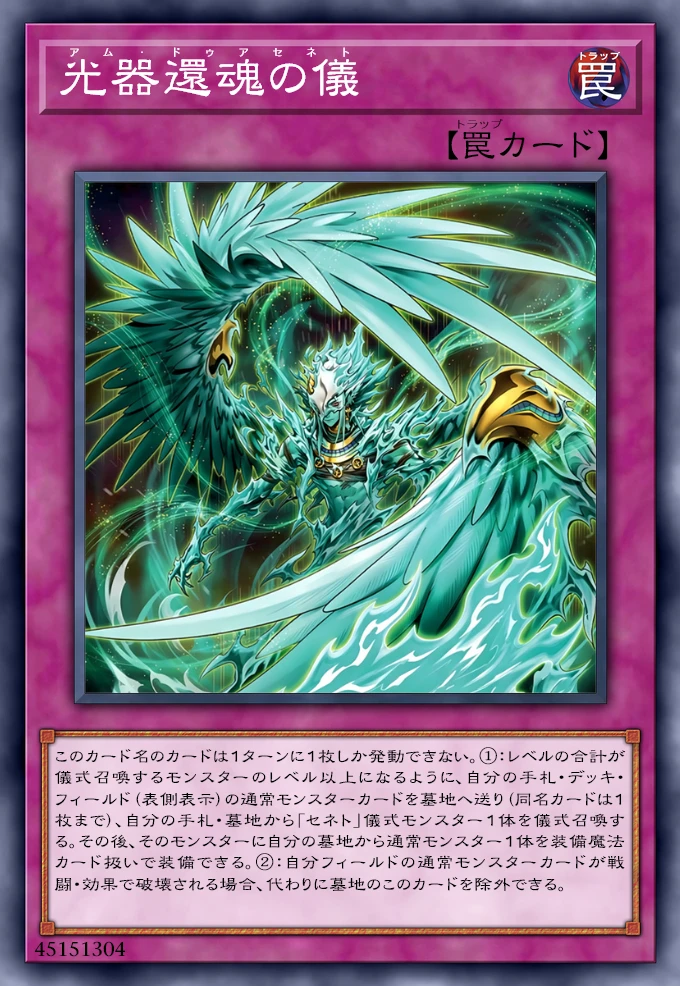 アム・ドゥアセネト
光器還魂の儀
トラップ
罠
トラップ
【罠カード】
このカード名のカードは1ターンに1枚しか発動できない。①：レベルの合計が
儀式召喚するモンスターのレベル以上になるように、自分の手札・デッキ・
フィールド（表側表示）の通常モンスターカードを墓地へ送り（同名カードは1
枚まで）、自分の手札・墓地から「セネト」儀式モンスター1体を儀式召喚す
る。その後、そのモンスターに自分の墓地から通常モンスター1体を装備魔法
カード扱いで装備できる。②：自分フィールドの通常モンスターカードが戦
闘・効果で破壊される場合、代わりに墓地のこのカードを除外できる。
45151304